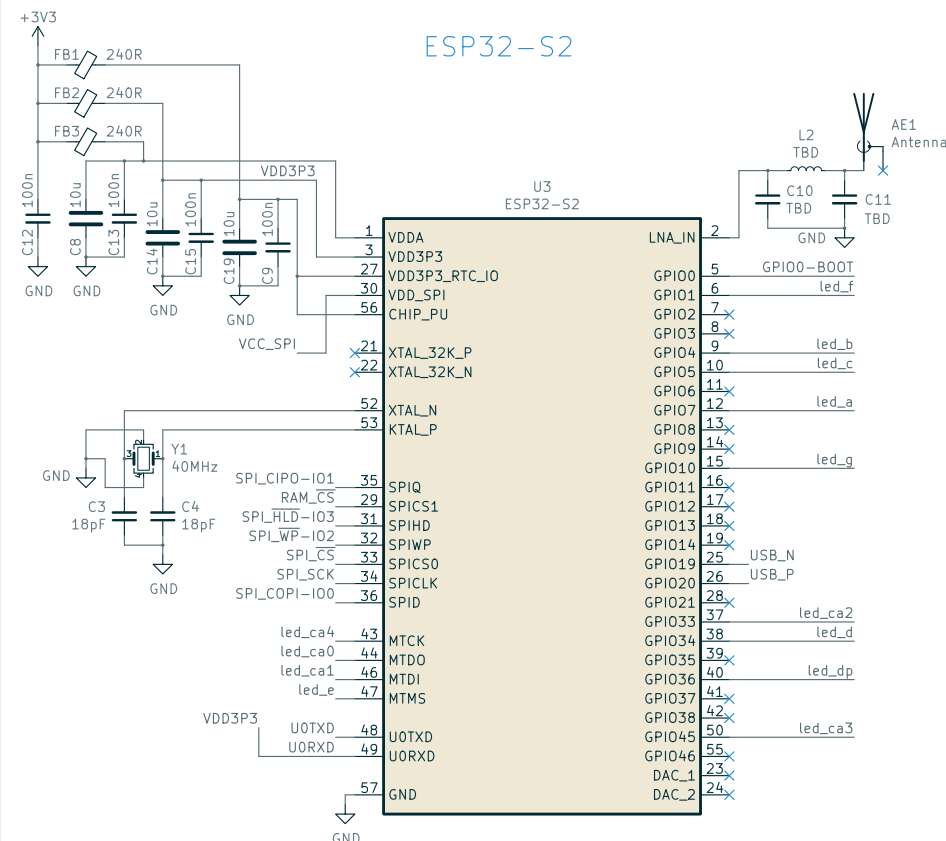 +3V3
ESP32-S2
FB1 240R
FB2 240R
FB3 240R
C12 100n
C8 10u
C13 100n
C14 10u
C15 100n
C19 10u
C9 100n
VDD3P3
GND
GND
GND
GND
VCC_SPI
AE1
Antenna
L2
TBD
C10
TBD
C11
TBD
GND
U3
ESP32-S2
1 VDDA
3 VDD3P3
27 VDD3P3_RTC_IO
30 VDD_SPI
56 CHIP_PU
21 XTAL_32K_P
22 XTAL_32K_N
52 XTAL_N
53 KTAL_P
Y1
40MHz
2
3
1
4
GND
C3
18pF
C4
18pF
GND
SPI_CIPO-IO1 35 SPIQ
RAM_CS 29 SPICS1
SPI_HLD-IO3 31 SPIHD
SPI_WP-IO2 32 SPIWP
SPI_CS 33 SPICS0
SPI_SCK 34 SPICLK
SPI_COPI-IO0 36 SPID
led_ca4 43 MTCK
led_ca0 44 MTDO
led_ca1 46 MTDI
led_e 47 MTMS
VDD3P3
U0TXD 48 U0TXD
U0RXD 49 U0RXD
57 GND
GND
LNA_IN 2
GPIO0 5 GPIO0-BOOT
GPIO1 6 led_f
GPIO2 7
GPIO3 8
GPIO4 9 led_b
GPIO5 10 led_c
GPIO6 11
GPIO7 12 led_a
GPIO8 13
GPIO9 14
GPIO10 15 led_g
GPIO11 16
GPIO12 17
GPIO13 18
GPIO14 19
GPIO19 25 USB_N
GPIO20 26 USB_P
GPIO21 28
GPIO33 37 led_ca2
GPIO34 38 led_d
GPIO35 39
GPIO36 40 led_dp
GPIO37 41
GPIO38 42
GPIO45 50 led_ca3
GPIO46 55
DAC_1 23
DAC_2 24